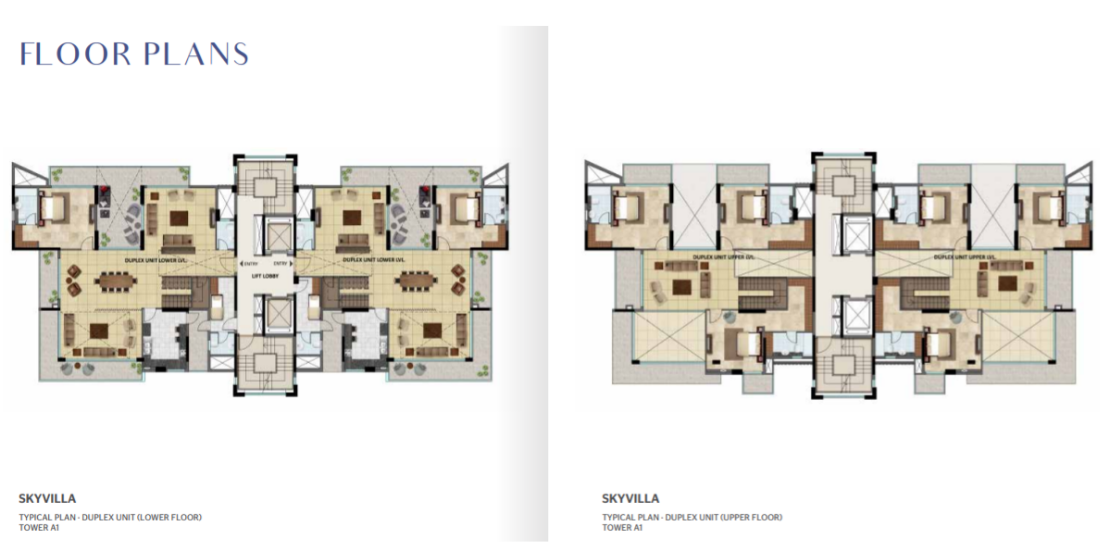 FLOOR PLANS
DUPLEX UNIT LOWER LVL.
ENTRY
ENTRY
DUPLEX UNIT LOWER LVL.
LIFT LOBBY
SKYVILLA
TYPICAL PLAN - DUPLEX UNIT (LOWER FLOOR)
TOWER A1
DUPLEX UNIT UPPER LVL.
DUPLEX UNIT UPPER LVL.
SKYVILLA
TYPICAL PLAN - DUPLEX UNIT (UPPER FLOOR)
TOWER A1